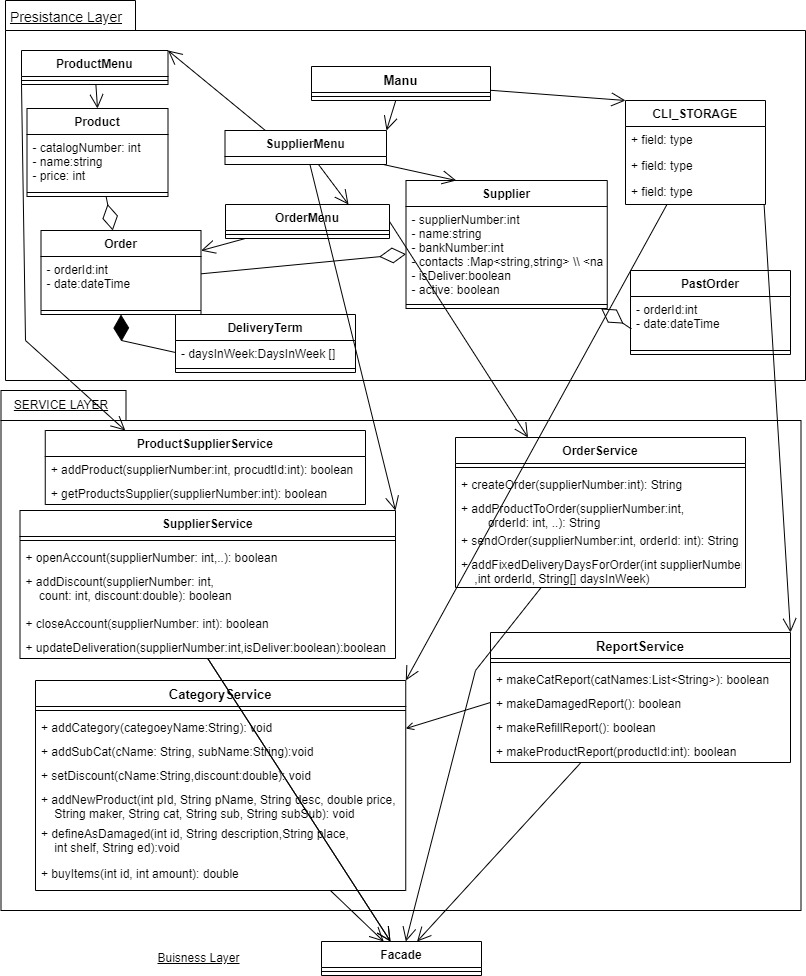 Presistance Layer
ProductMenu
Manu
CLI_STORAGE
+ field: type
+ field: type
+ field: type
Product
- catalogNumber: int
- name:string
- price: int
SupplierMenu
Supplier
- supplierNumber:int
- name:string
- bankNumber:int
- contacts :Map<string,string> \\ <na
- isDeliver:boolean
- active: boolean
OrderMenu
Order
- orderId:int
- date:dateTime
PastOrder
- orderId:int
- date:dateTime
DeliveryTerm
- daysInWeek:DaysInWeek []
SERVICE LAYER
ProductSupplierService
+ addProduct(supplierNumber:int, procudtId:int): boolean
+ getProductsSupplier(supplierNumber:int): boolean
OrderService
+ createOrder(supplierNumber:int): String
+ addProductToOrder(supplierNumber:int,
orderId: int, ..): String
+ sendOrder(supplierNumber:int, orderId: int): String
+ addFixedDeliveryDaysForOrder(int supplierNumbe
,int orderId, String[] daysInWeek)
SupplierService
+ openAccount(supplierNumber: int,..): boolean
+ addDiscount(supplierNumber: int,
count: int, discount:double): boolean
+ closeAccount(supplierNumber: int): boolean
+ updateDeliveration(supplierNumber:int,isDeliver:boolean):boolean
ReportService
+ makeCatReport(catNames:List<String>): boolean
+ makeDamagedReport(): boolean
+ makeRefillReport(): boolean
+ makeProductReport(productId:int): boolean
CategoryService
+ addCategory(categoeyName:String): void
+ addSubCat(cName: String, subName:String):void
+ setDiscount(cName:String,discount:double): void
+ addNewProduct(int pId, String pName, String desc, double price,
String maker, String cat, String sub, String subSub): void
+ defineAsDamaged(int id, String description,String place,
int shelf, String ed):void
+ buyItems(int id, int amount): double
Buisness Layer
Facade